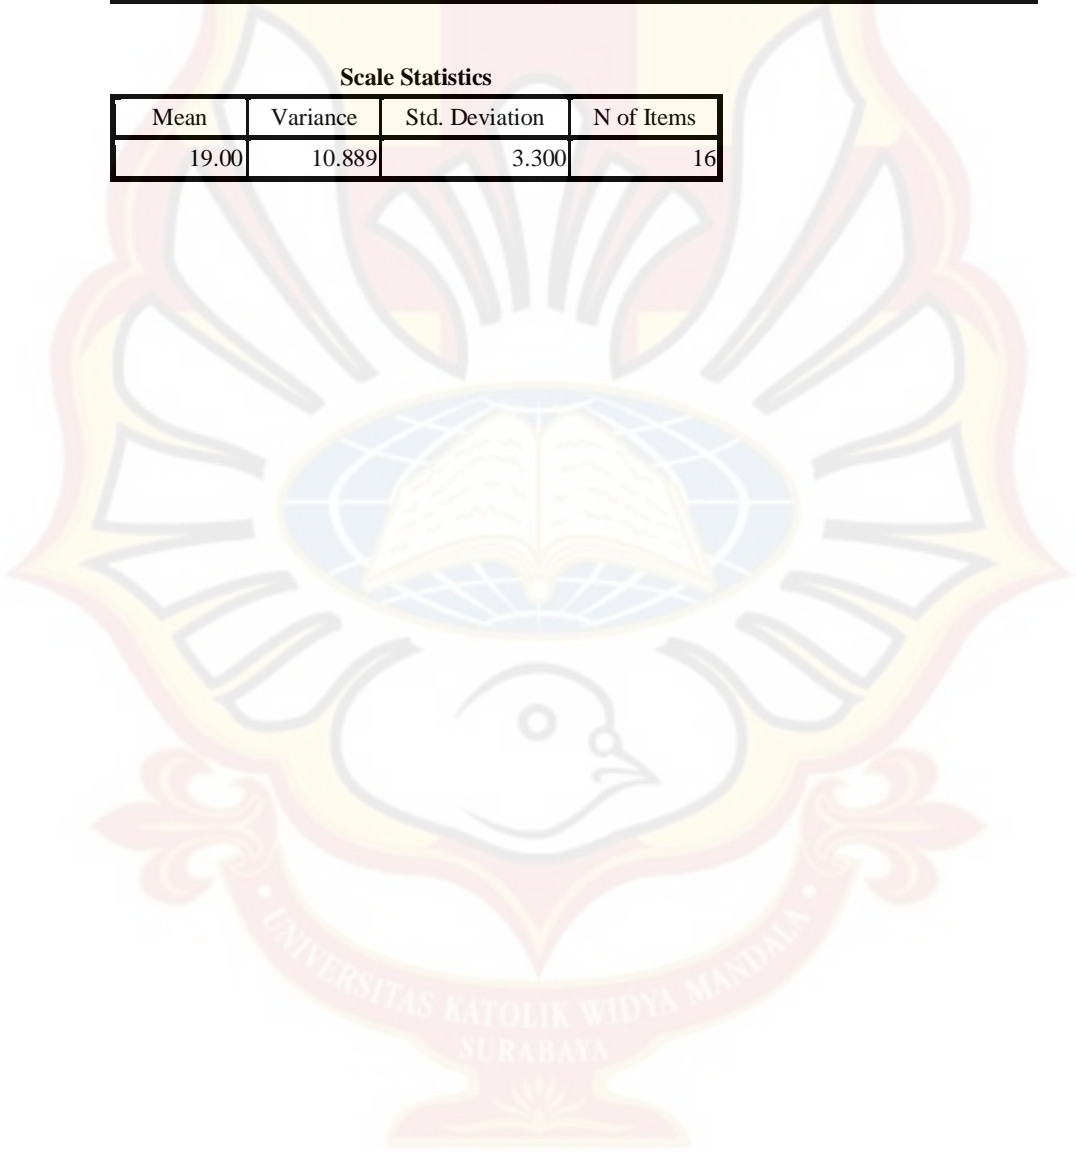 Scale Statistics
Mean Variance Std. Deviation N of Items
19.00 10.889 3.300 16
UNIVERSITAS KATOLIK WIDYA MANDALA
SURABAYA